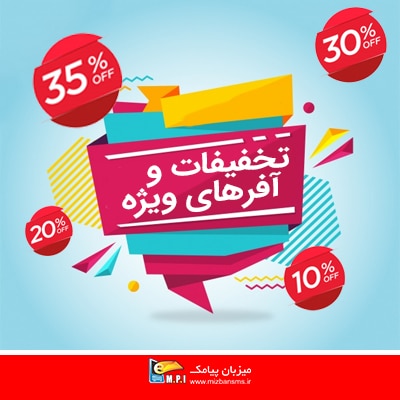 35% OFF
30% OFF
تخفیفات و
آفرهای ویژه
20% OFF
10% OFF
میزبان پیامک
www.mizbansms.ir
M.P.I